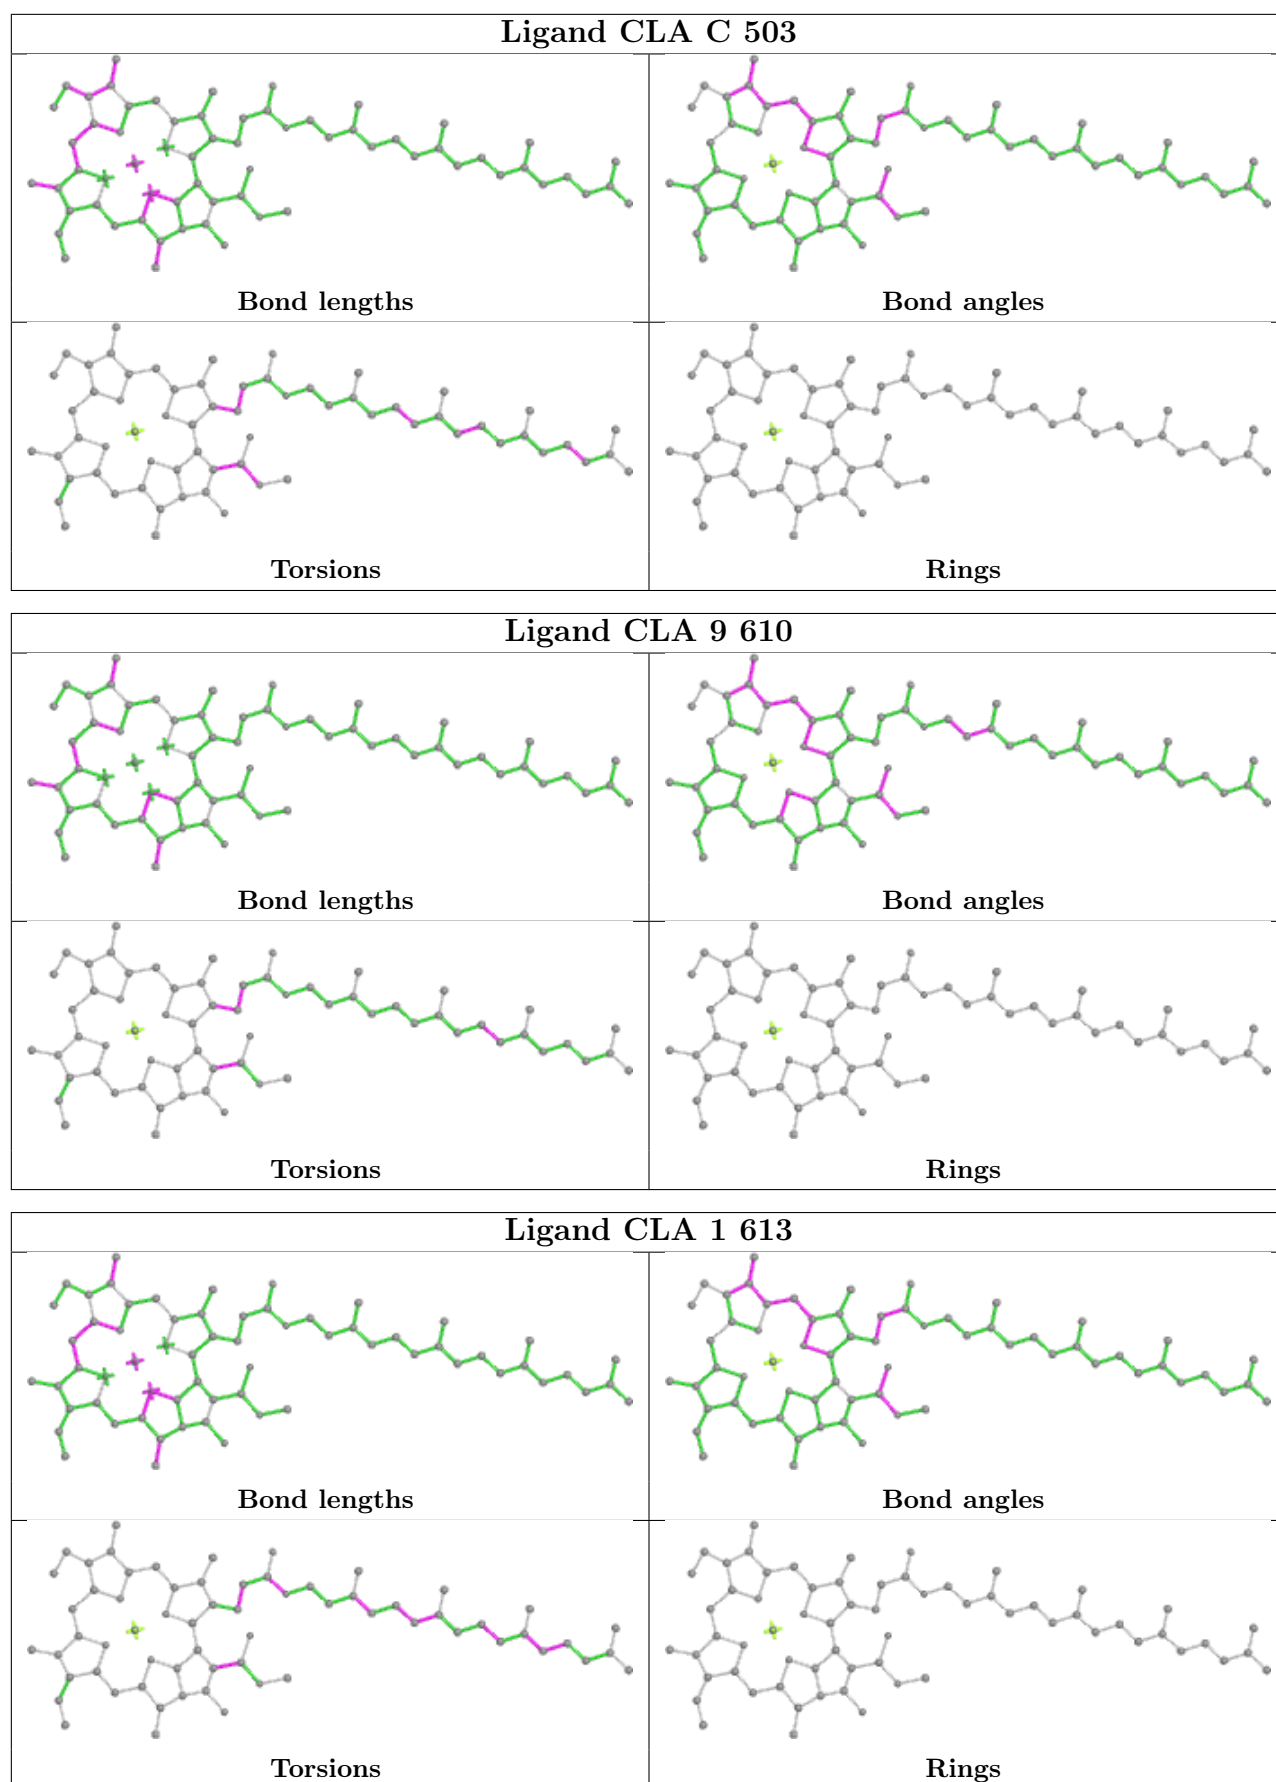 Ligand CLA C 503
Bond lengths
Bond angles
Torsions
Rings
Ligand CLA 9 610
Bond lengths
Bond angles
Torsions
Rings
Ligand CLA 1 613
Bond lengths
Bond angles
Torsions
Rings